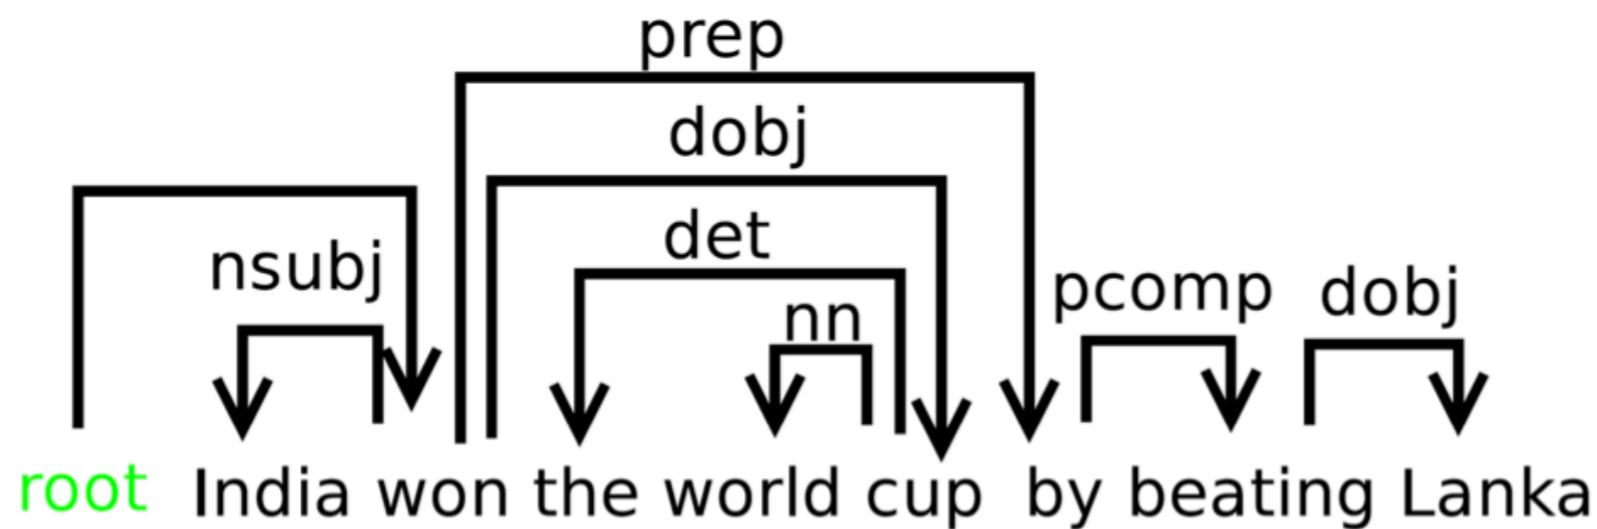 prep
dobj
det
nsubj
nn
pcomp dobj
root India won the world cup by beating Lanka